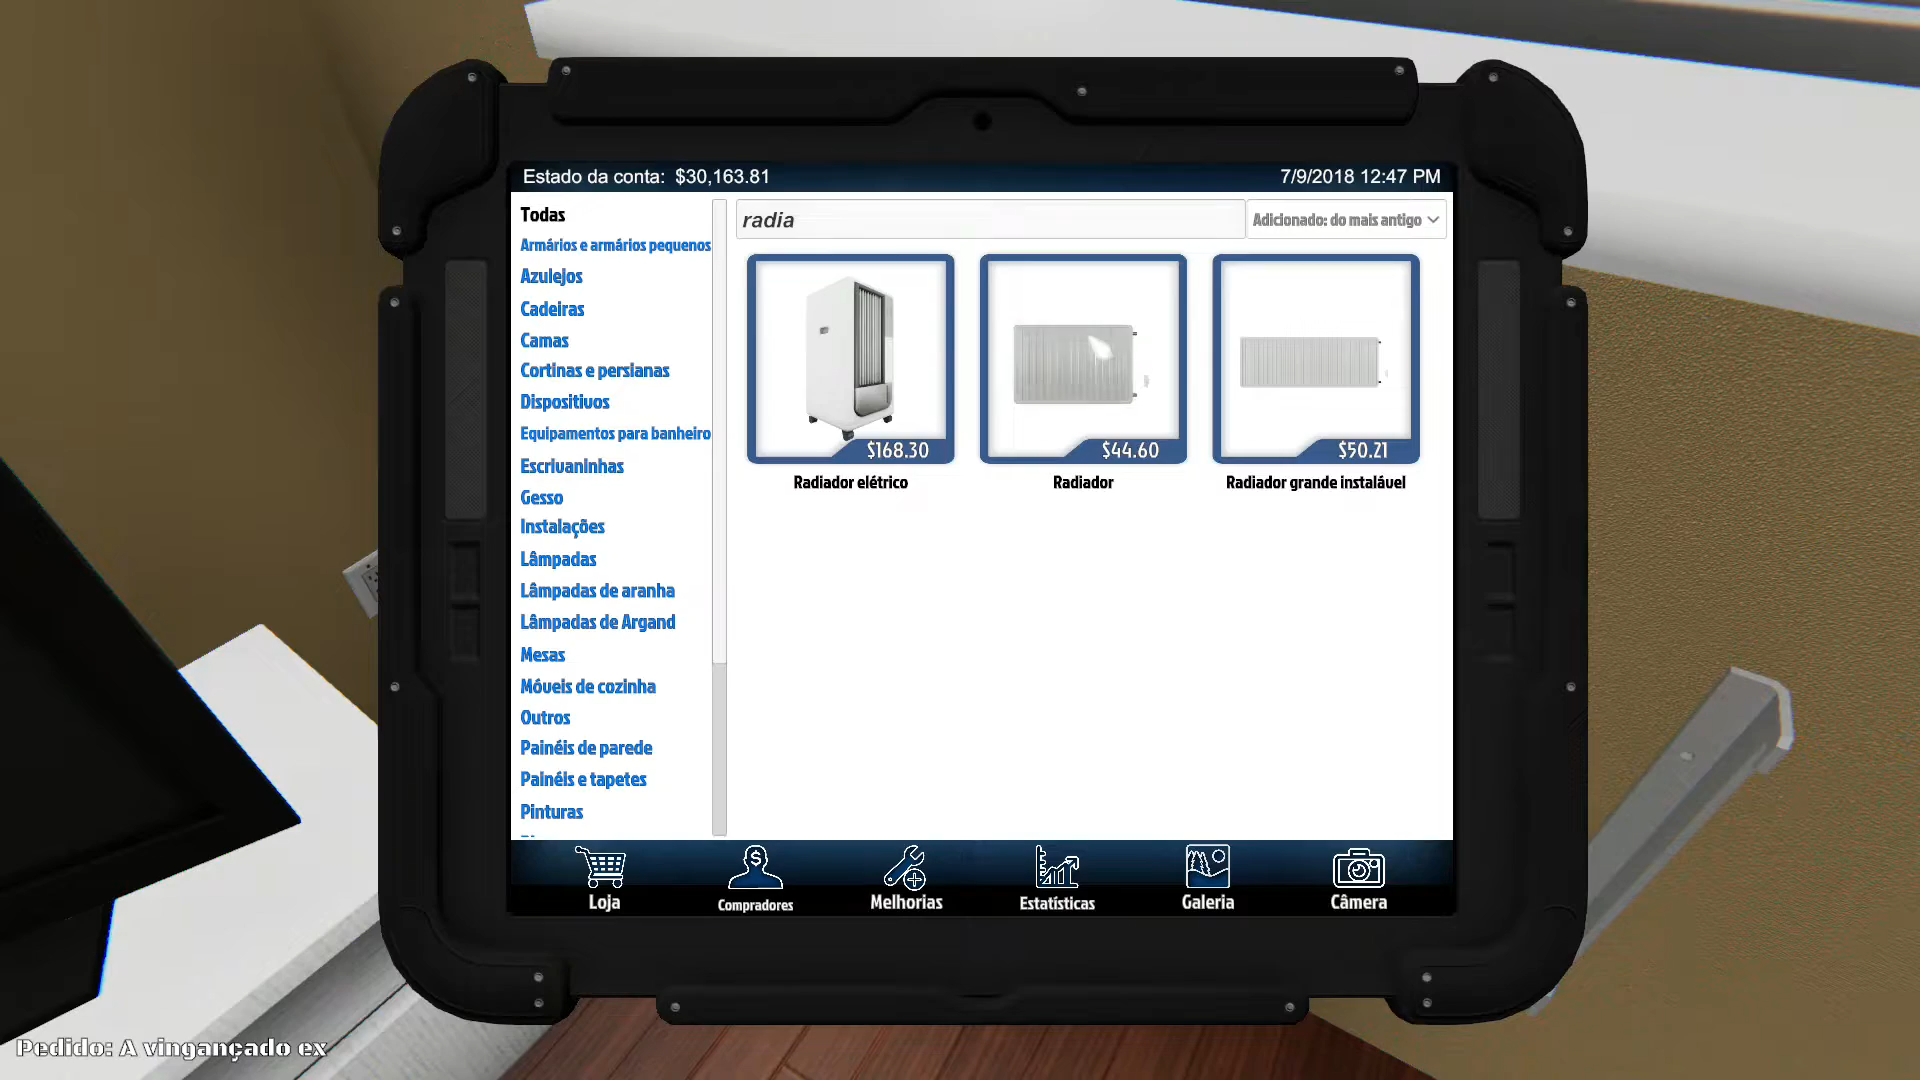 Estado da conta: $30,163.81
7/9/2018 12:47 PM
Todas
Armários e armários pequenos
Azulejos
Cadeiras
Camas
Cortinas e persianas
Dispositivos
Equipamentos para banheiro
Escrivaninhas
Gesso
Instalações
Lâmpadas
Lâmpadas de aranha
Lâmpadas de Argand
Mesas
Móveis de cozinha
Outros
Painéis de parede
Painéis e tapetes
Pinturas
radia
Adicionado: do mais antigo
$168.30
$44.60
$50.21
Radiador elétrico
Radiador
Radiador grande instalável
Loja
Compradores
Melhorias
Estatísticas
Galeria
Câmera
Pedido: A vingançado ex